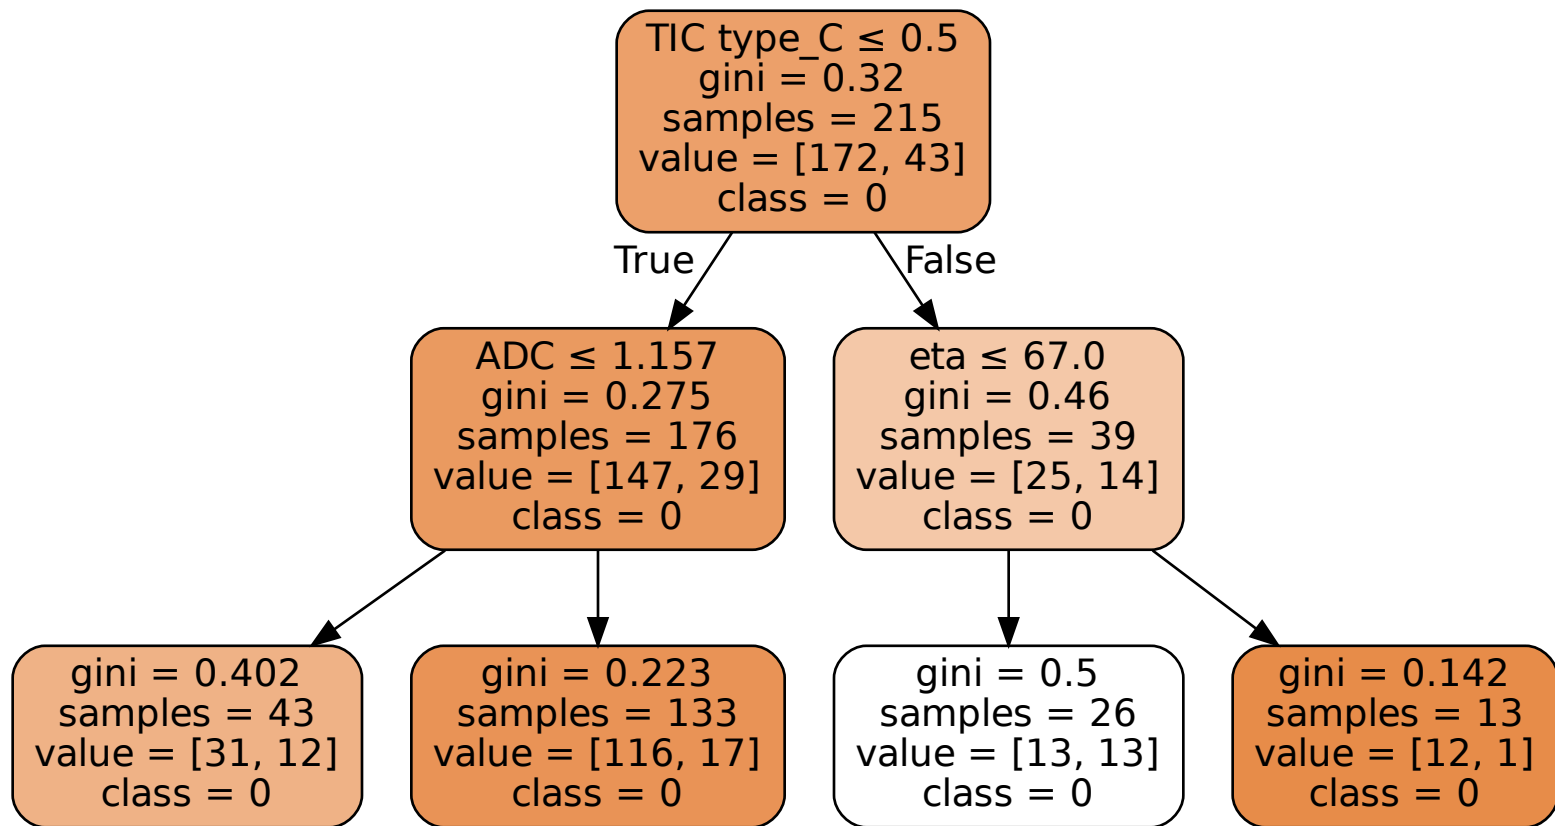 TIC type_C ≤ 0.5
gini = 0.32
samples = 215
value = [172, 43]
class = 0
True
False
ADC ≤ 1.157
gini = 0.275
samples = 176
value = [147, 29]
class = 0
eta ≤ 67.0
gini = 0.46
samples = 39
value = [25, 14]
class = 0
gini = 0.402
samples = 43
value = [31, 12]
class = 0
gini = 0.223
samples = 133
value = [116, 17]
class = 0
gini = 0.5
samples = 26
value = [13, 13]
class = 0
gini = 0.142
samples = 13
value = [12, 1]
class = 0